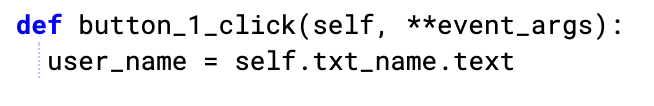 def button_1_click(self, **event_args):
  user_name = self.txt_name.text